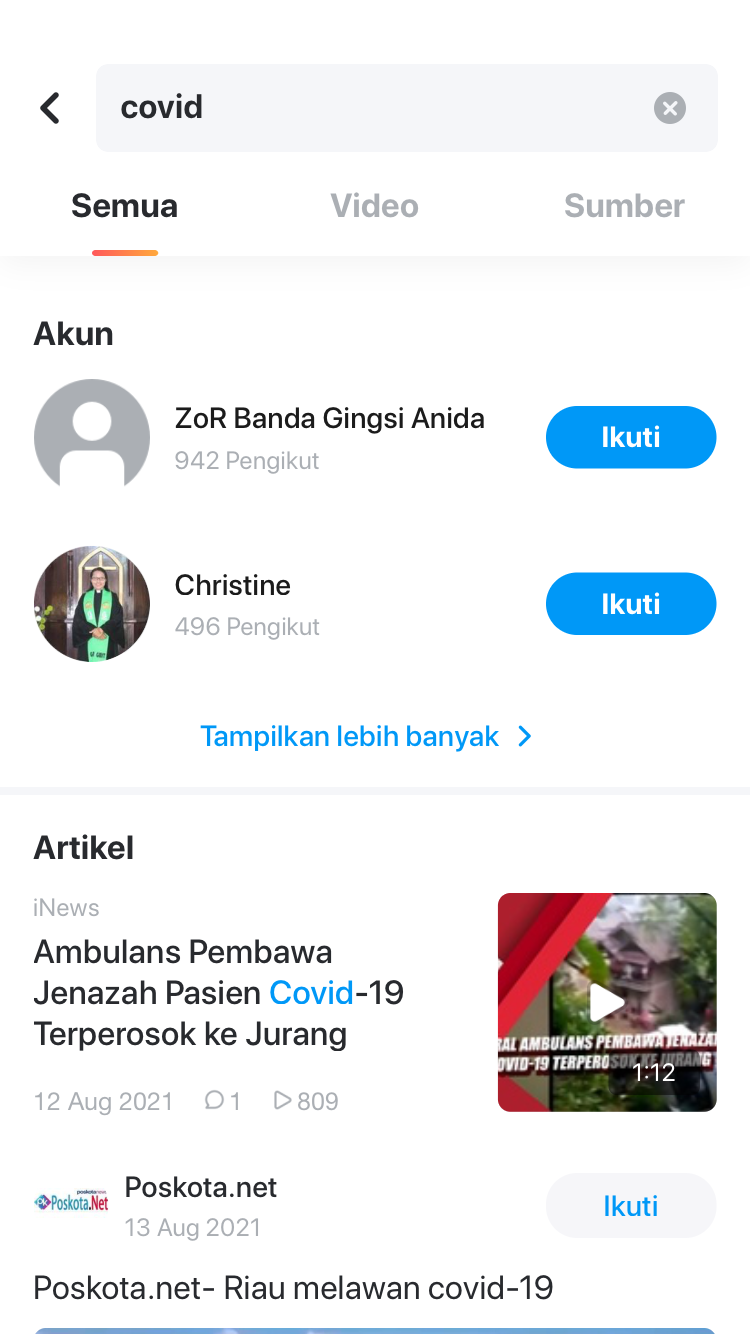 covid
Semua
Video
Sumber
Akun
ZoR Banda Gingsi Anida
942 Pengikut
Ikuti
Christine
496 Pengikut
Ikuti
Tampilkan lebih banyak
Artikel
iNews
Ambulans Pembawa
Jenazah Pasien Covid-19
Terperosok ke Jurang
12 Aug 2021 1 809
RAL AMBULANS PEMBAWA JENAZA
OVID-19 TERPEROSOK KE JURANG
1:12
Poskota.Net
Poskota.net
13 Aug 2021
Ikuti
Poskota.net- Riau melawan covid-19